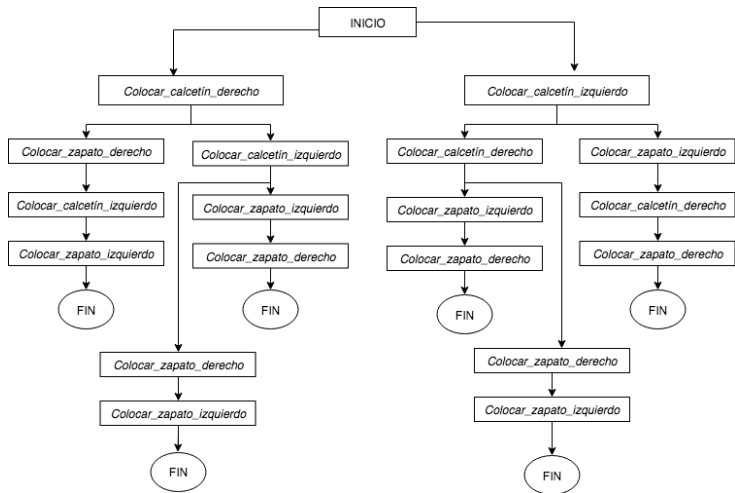 INICIO
Colocar_calcetín_derecho
Colocar_calcetín_izquierdo
Colocar_zapato_derecho
Colocar_calcetín_izquierdo
Colocar_calcetín_derecho
Colocar_zapato_izquierdo
Colocar_calcetín_izquierdo
Colocar_zapato_izquierdo
Colocar_zapato_izquierdo
Colocar_calcetín_derecho
Colocar_zapato_izquierdo
Colocar_zapato_derecho
Colocar_zapato_derecho
Colocar_zapato_derecho
FIN
FIN
FIN
FIN
Colocar_zapato_derecho
Colocar_zapato_derecho
Colocar_zapato_izquierdo
Colocar_zapato_izquierdo
FIN
FIN